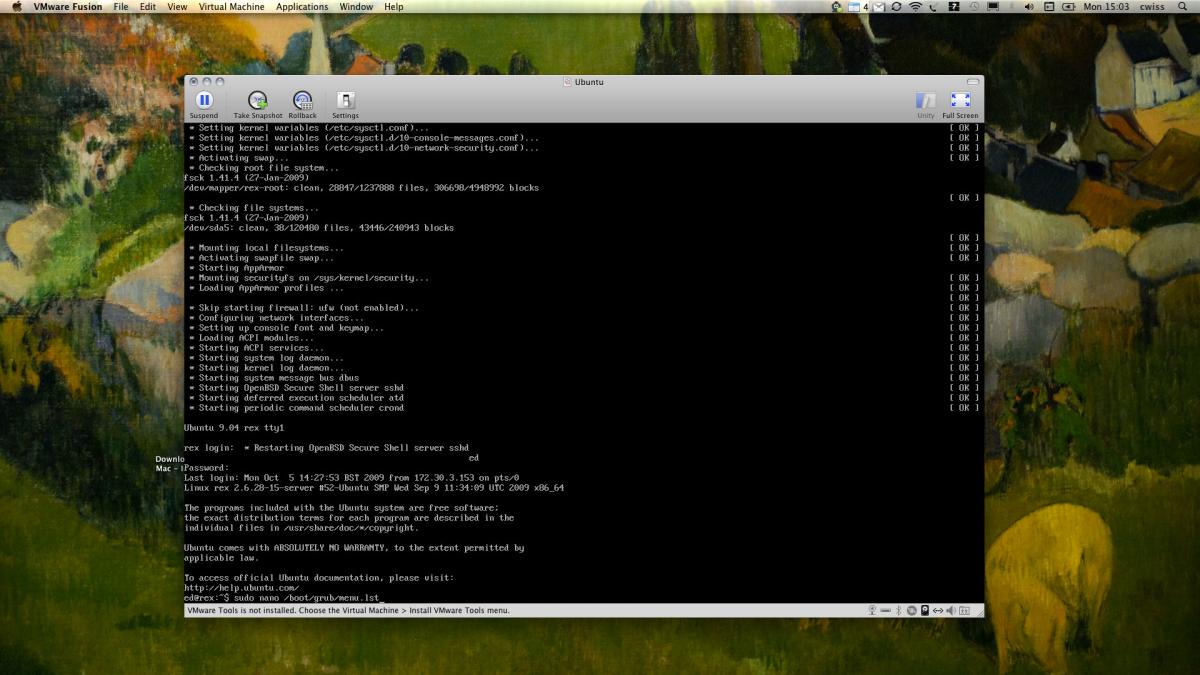 VMware Fusion File Edit View Virtual Machine Applications Window Help 4 Mon 15:03 cwiss
Ubuntu
Suspend Take Snapshot Rollback Settings Unity Full Screen
* Setting kernel variables (/etc/sysctl.conf)... [ OK ]
* Setting kernel variables (/etc/sysctl.d/10-console-messages.conf)... [ OK ]
* Setting kernel variables (/etc/sysctl.d/10-network-security.conf)... [ OK ]
* Activating swap... [ OK ]
* Checking root file system...
fsck 1.41.4 (27-Jan-2009)
/dev/mapper/rex-root: clean, 28847/1237888 files, 306698/4948992 blocks
[ OK ]
* Checking file systems...
fsck 1.41.4 (27-Jan-2009)
/dev/sda5: clean, 38/120480 files, 43446/240943 blocks
[ OK ]
* Mounting local filesystems... [ OK ]
* Activating swapfile swap... [ OK ]
* Starting AppArmor
* Mounting securityfs on /sys/kernel/security... [ OK ]
* Loading AppArmor profiles ... [ OK ]
[ OK ]
* Skip starting firewall: ufw (not enabled)... [ OK ]
* Configuring network interfaces... [ OK ]
* Setting up console font and keymap... [ OK ]
* Loading ACPI modules... [ OK ]
* Starting ACPI services... [ OK ]
* Starting system log daemon... [ OK ]
* Starting kernel log daemon... [ OK ]
* Starting system message bus dbus [ OK ]
* Starting OpenBSD Secure Shell server sshd [ OK ]
* Starting deferred execution scheduler atd [ OK ]
* Starting periodic command scheduler crond [ OK ]
Ubuntu 9.04 rex tty1
rex login: * Restarting OpenBSD Secure Shell server sshd
ed
Downlo
Mac -
Password:
Last login: Mon Oct 5 14:27:53 BST 2009 from 172.30.3.153 on pts/0
Linux rex 2.6.28-15-server #52-Ubuntu SMP Wed Sep 9 11:34:09 UTC 2009 x86_64
The programs included with the Ubuntu system are free software;
the exact distribution terms for each program are described in the
individual files in /usr/share/doc/*/copyright.
Ubuntu comes with ABSOLUTELY NO WARRANTY, to the extent permitted by
applicable law.
To access official Ubuntu documentation, please visit:
http://help.ubuntu.com/
ed@rex:~$ sudo nano /boot/grub/menu.lst_
VMware Tools is not installed. Choose the Virtual Machine > Install VMware Tools menu.